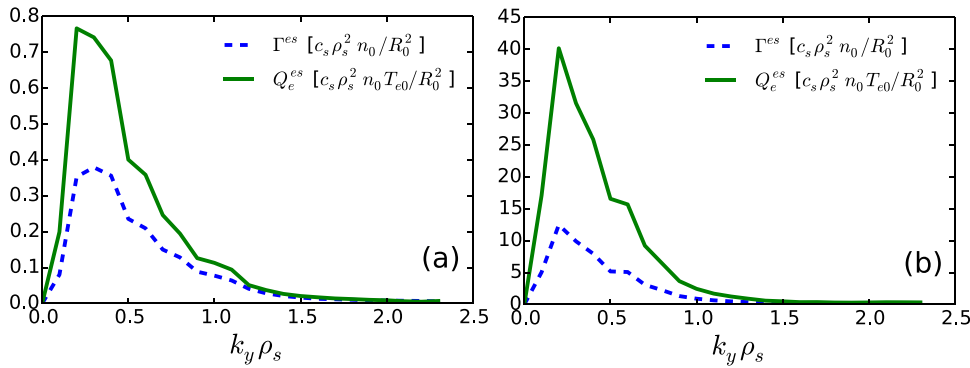 0.8
0.7
0.6
0.5
0.4
0.3
0.2
0.1
0.0
0.0 0.5 1.0 1.5 2.0 2.5
Γ^{es} [c_s ρ_s^2 n_0/R_0^2]
Q_e^{es} [c_s ρ_s^2 n_0 T_{e0}/R_0^2]
(a)
k_y ρ_s
45
40
35
30
25
20
15
10
5
0
0.0 0.5 1.0 1.5 2.0 2.5
Γ^{es} [c_s ρ_s^2 n_0/R_0^2]
Q_e^{es} [c_s ρ_s^2 n_0 T_{e0}/R_0^2]
(b)
k_y ρ_s